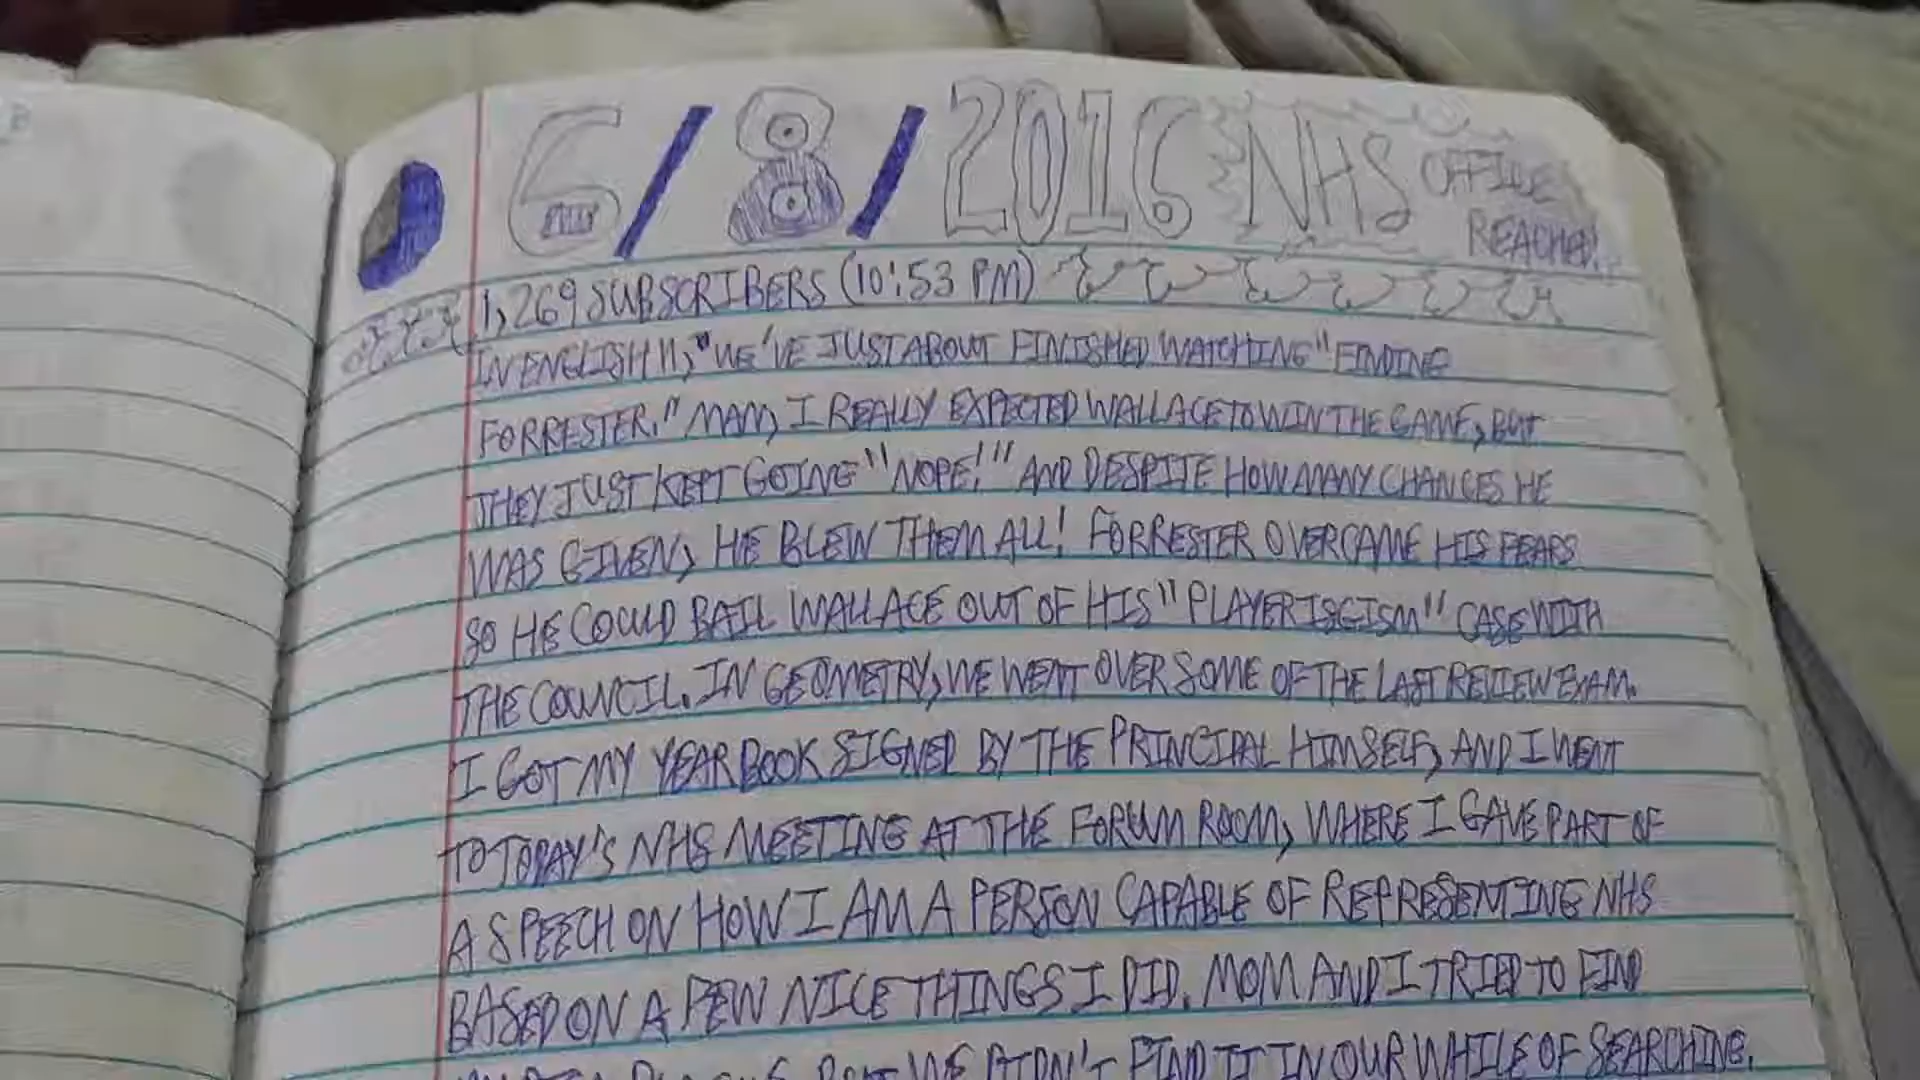 6/8/2016 NHS OFFICE
REACHED!
1,269 SUBSCRIBERS (10:53 PM)
IN ENGLISH 11, "WE'VE JUST ABOUT FINISHED WATCHING "FINDING
FORRESTER." MAN, I REALLY EXPECTED WALLACE TO WIN THE GAME, BUT
THEY JUST KEPT GOING "NOPE!" AND DESPITE HOW MANY CHANCES HE
WAS GIVEN, HE BLEW THEM ALL! FORRESTER OVERCAME HIS FEARS
SO HE COULD BAIL WALLACE OUT OF HIS "PLAYERISGISM" CASE WITH
THE COUNCIL. IN GEOMETRY, WE WENT OVER SOME OF THE LAST REVIEW EXAM.
I GOT MY YEARBOOK SIGNED BY THE PRINCIPAL HIMSELF, AND I WENT
TO TODAY'S NHS MEETING AT THE FORUM ROOM, WHERE I GAVE PART OF
A SPEECH ON HOW I AM A PERSON CAPABLE OF REPRESENTING NHS
BASED ON A FEW NICE THINGS I DID. MOM AND I TRIED TO FIND
BUT WE DIDN'T FIND IT IN OUR WHILE OF SEARCHING.